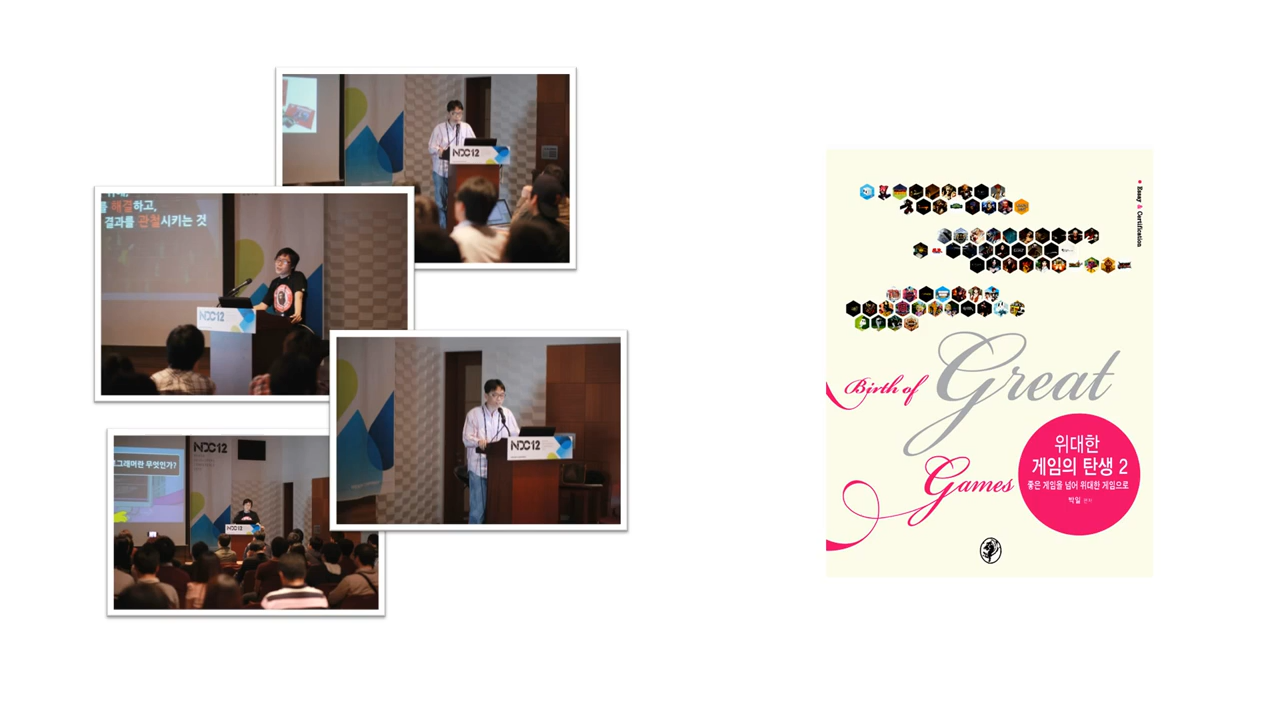 NDC12
를 해결하고,
결과를 관철시키는 것
NDC12
NDC12
NDC12
그래머란 무엇인가?
NDC12
Essay & Certification
Birth of Great
Games
위대한
게임의 탄생 2
좋은 게임을 넘어 위대한 게임으로
박일